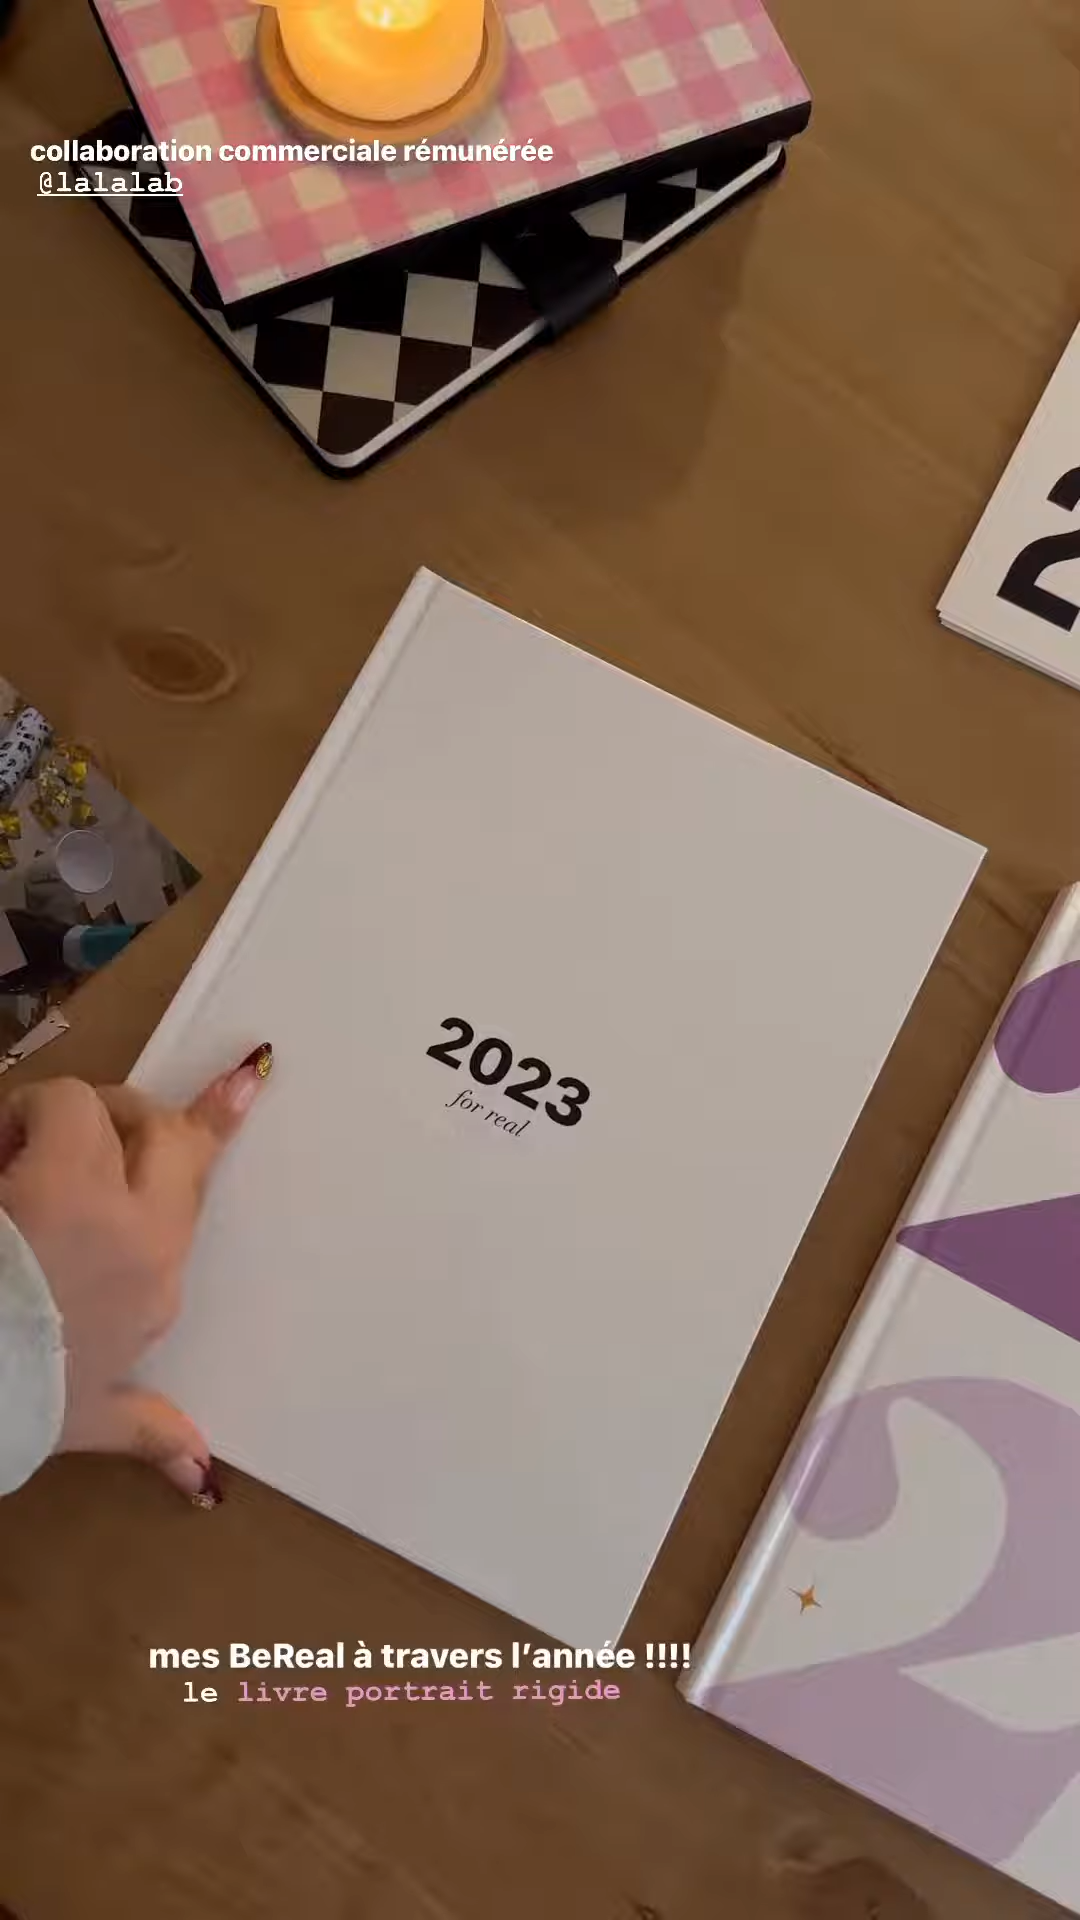 collaboration commerciale rémunérée
@lalalab
2023
for real
mes BeReal à travers l’année !!!!
le livre portrait rigide